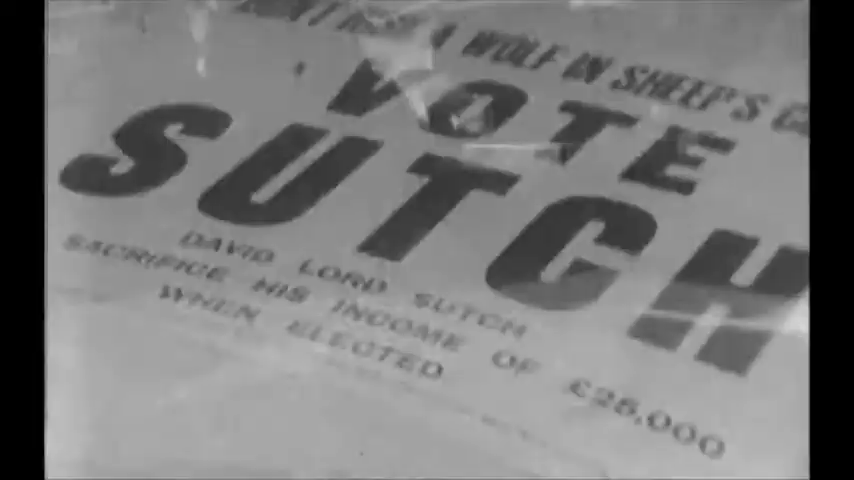 A WOLF IN SHEEP'S
VOTE
SUTCH
DAVID LORD SUTCH
SACRIFICE HIS INCOME OF £25,000
WHEN ELECTED